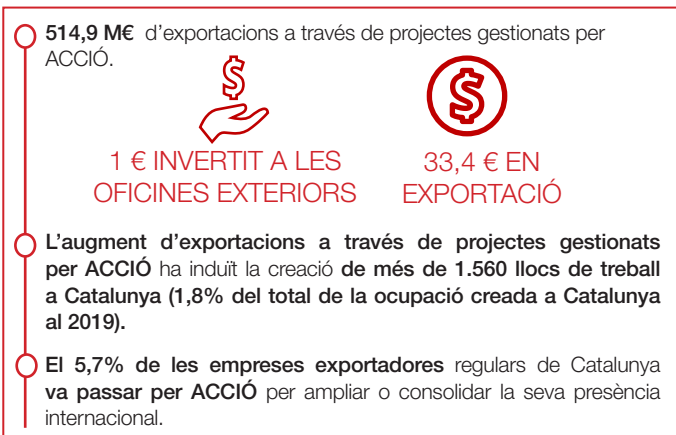 514,9 M€ d’exportacions a través de projectes gestionats per
ACCIÓ.
1 € INVERTIT A LES
OFICINES EXTERIORS
33,4 € EN
EXPORTACIÓ
L’augment d’exportacions a través de projectes gestionats
per ACCIÓ ha induït la creació de més de 1.560 llocs de treball
a Catalunya (1,8% del total de la ocupació creada a Catalunya
al 2019).
El 5,7% de les empreses exportadores regulars de Catalunya
va passar per ACCIÓ per ampliar o consolidar la seva presència
internacional.